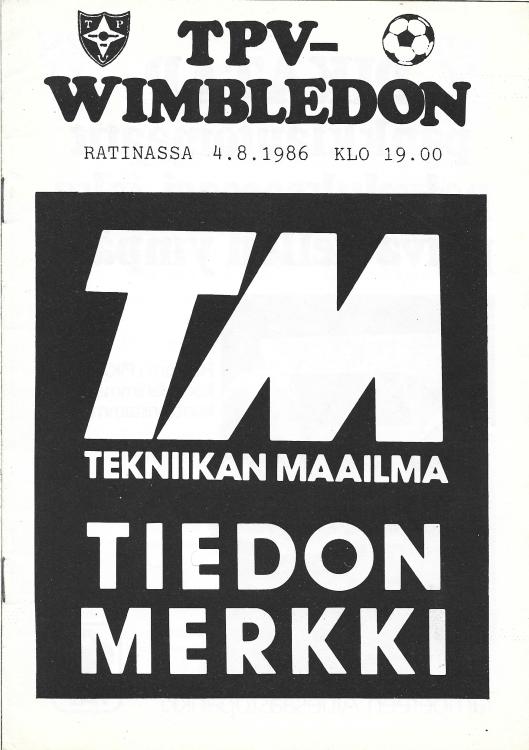 TPV-
WIMBLEDON
RATINASSA 4.8.1986 KLO 19.00
TM
TEKNIIKAN MAAILMA
TIEDON
MERKKI